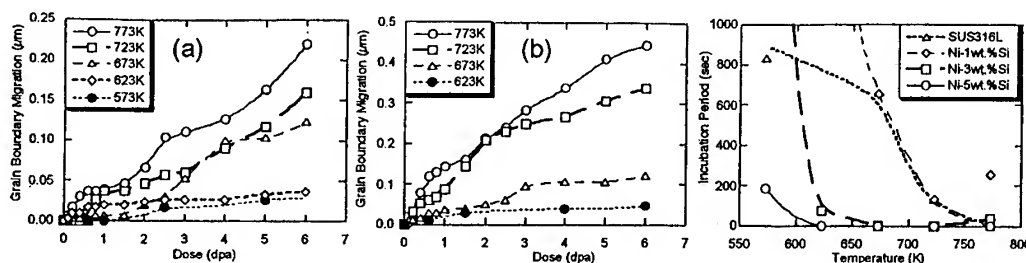 Grain Boundary Migration (μm)
0.25
0.20
0.15
0.10
0.05
0.00
773K
723K
673K
623K
573K
(a)
0 1 2 3 4 5 6 7
Dose (dpa)
Grain Boundary Migration (μm)
0.5
0.4
0.3
0.2
0.1
0.0
773K
723K
673K
623K
(b)
0 1 2 3 4 5 6 7
Dose (dpa)
Incubation Period (sec)
1000
800
600
400
200
0
SUS316L
Ni-1wt.%Si
Ni-3wt.%Si
Ni-5wt.%Si
550 600 650 700 750 800
Temperature (K)